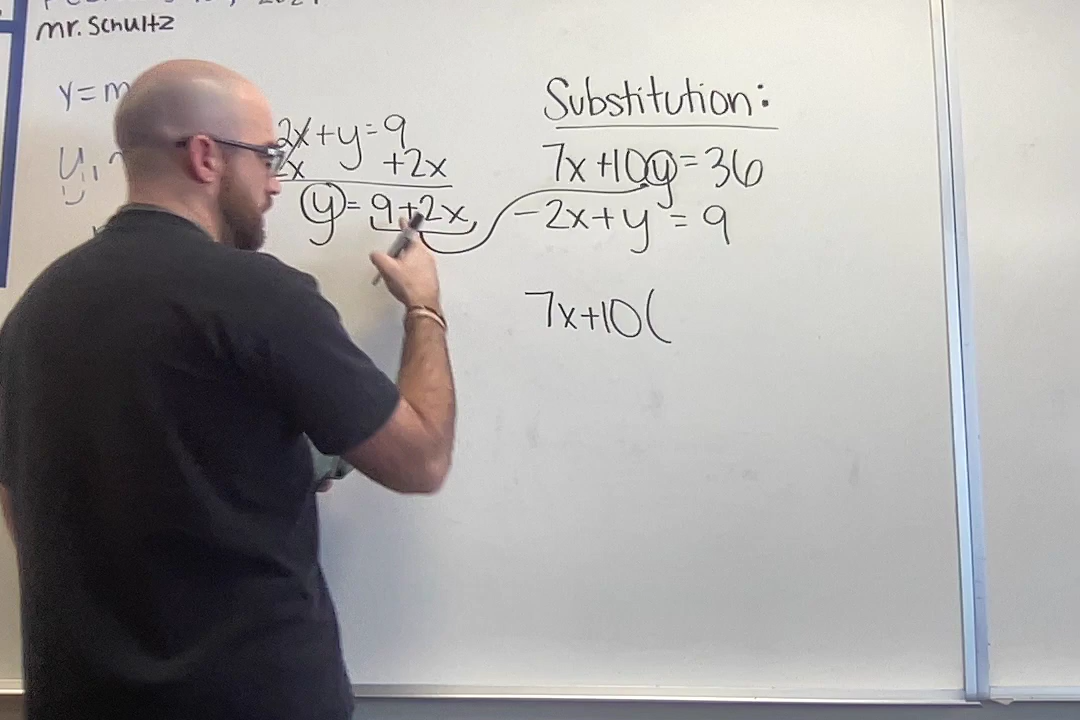 mr. Schultz
y=m
2x+y=9
2x +2x
y=9+2x
Substitution:
7x+10y=36
-2x+y=9
7x+10(